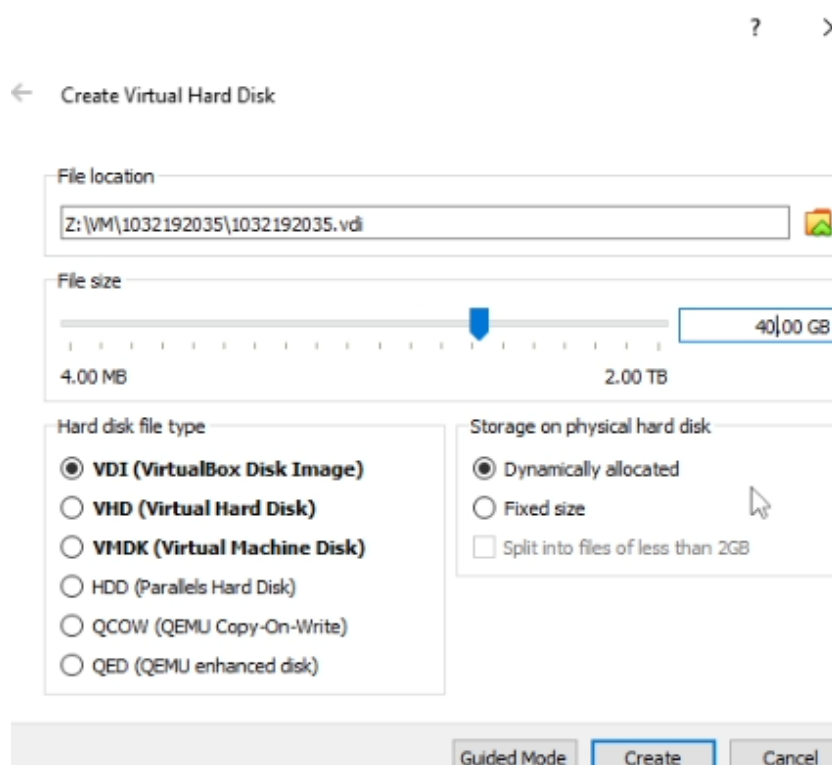 ?
Create Virtual Hard Disk
File location
Z:\VM\1032192035\1032192035.vdi
File size
40.00 GB
4.00 MB 2.00 TB
Hard disk file type
VDI (VirtualBox Disk Image)
VHD (Virtual Hard Disk)
VMDK (Virtual Machine Disk)
HDD (Parallels Hard Disk)
QCOW (QEMU Copy-On-Write)
QED (QEMU enhanced disk)
Storage on physical hard disk
Dynamically allocated
Fixed size
Split into files of less than 2GB
Guided Mode Create Cancel